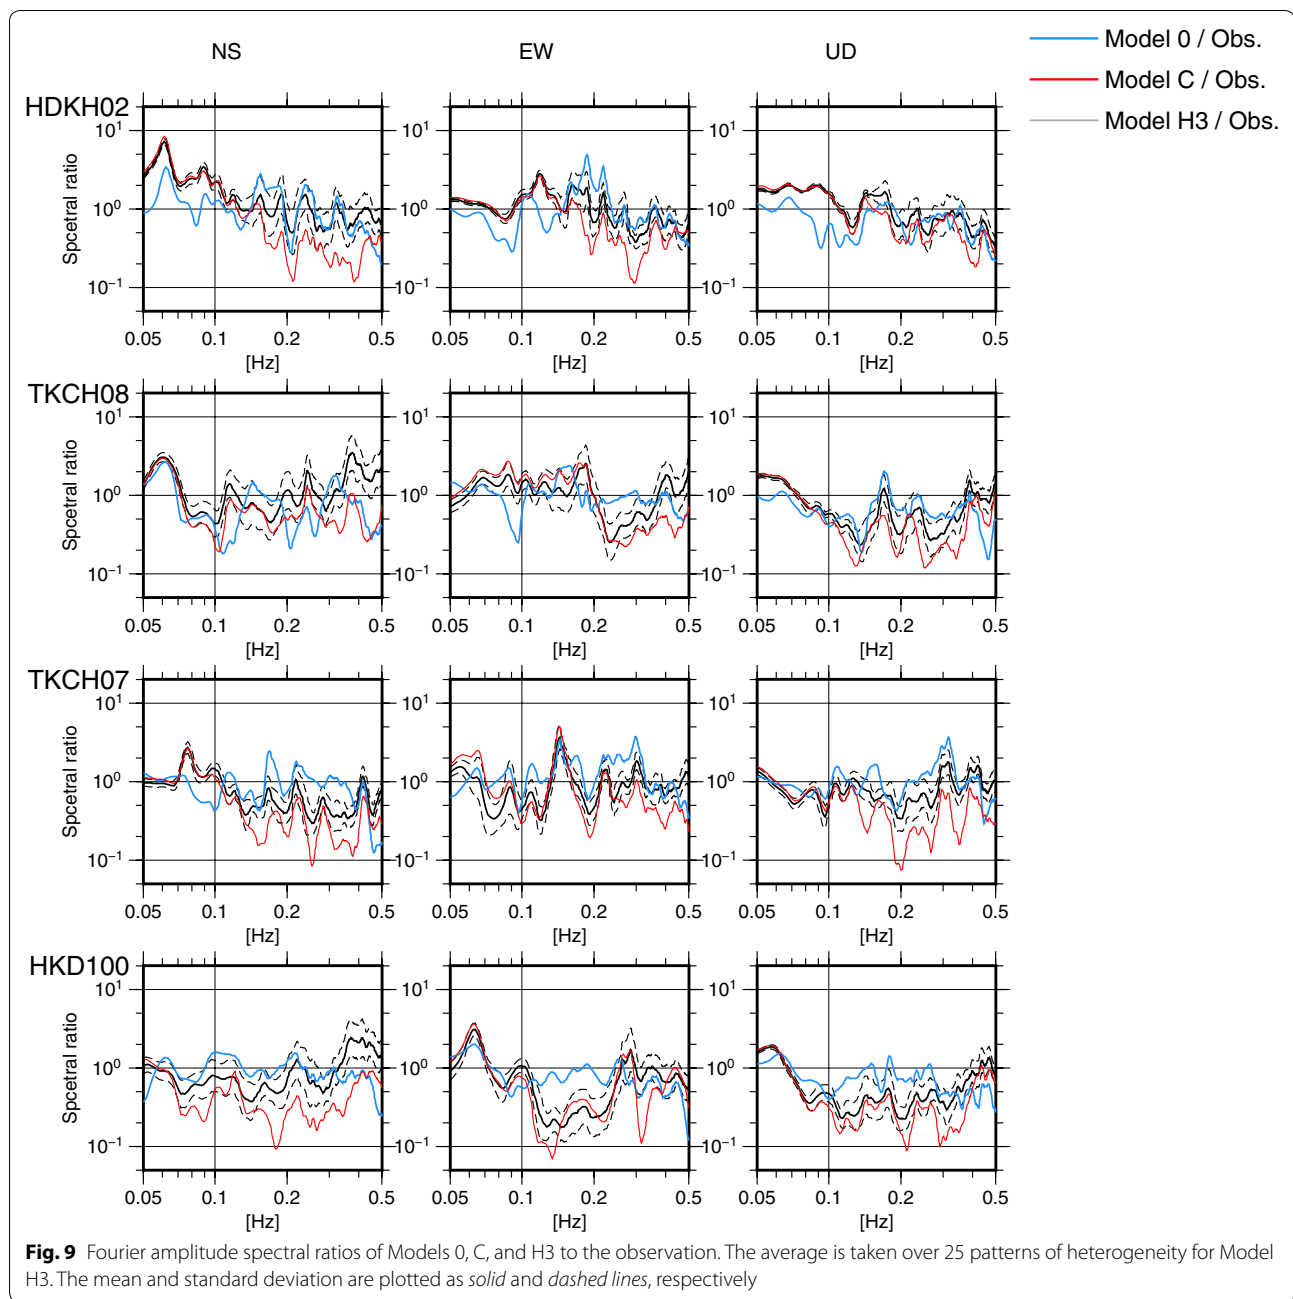 NS EW UD
Model 0 / Obs.
Model C / Obs.
Model H3 / Obs.
HDKH02
Spcetral ratio
10¹ 10¹ 10¹
10⁰ 10⁰ 10⁰
10⁻¹ 10⁻¹ 10⁻¹
0.05 0.1 0.2 0.5 0.05 0.1 0.2 0.5 0.05 0.1 0.2 0.5
[Hz] [Hz] [Hz]
TKCH08
Spcetral ratio
10¹ 10¹ 10¹
10⁰ 10⁰ 10⁰
10⁻¹ 10⁻¹ 10⁻¹
0.05 0.1 0.2 0.5 0.05 0.1 0.2 0.5 0.05 0.1 0.2 0.5
[Hz] [Hz] [Hz]
TKCH07
Spcetral ratio
10¹ 10¹ 10¹
10⁰ 10⁰ 10⁰
10⁻¹ 10⁻¹ 10⁻¹
0.05 0.1 0.2 0.5 0.05 0.1 0.2 0.5 0.05 0.1 0.2 0.5
[Hz] [Hz] [Hz]
HKD100
Spcetral ratio
10¹ 10¹ 10¹
10⁰ 10⁰ 10⁰
10⁻¹ 10⁻¹ 10⁻¹
0.05 0.1 0.2 0.5 0.05 0.1 0.2 0.5 0.05 0.1 0.2 0.5
[Hz] [Hz] [Hz]
Fig. 9 Fourier amplitude spectral ratios of Models 0, C, and H3 to the observation. The average is taken over 25 patterns of heterogeneity for Model
H3. The mean and standard deviation are plotted as solid and dashed lines, respectively